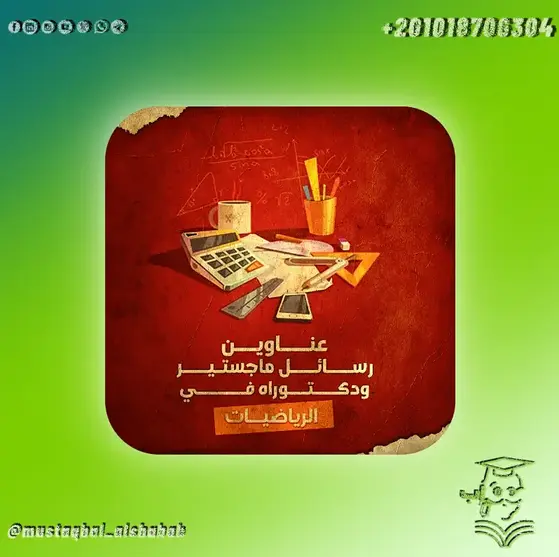 +201018706304
عناوين
رسائل ماجستير
ودكتوراه في
الرياضيات
@mustaqbal_alshabab